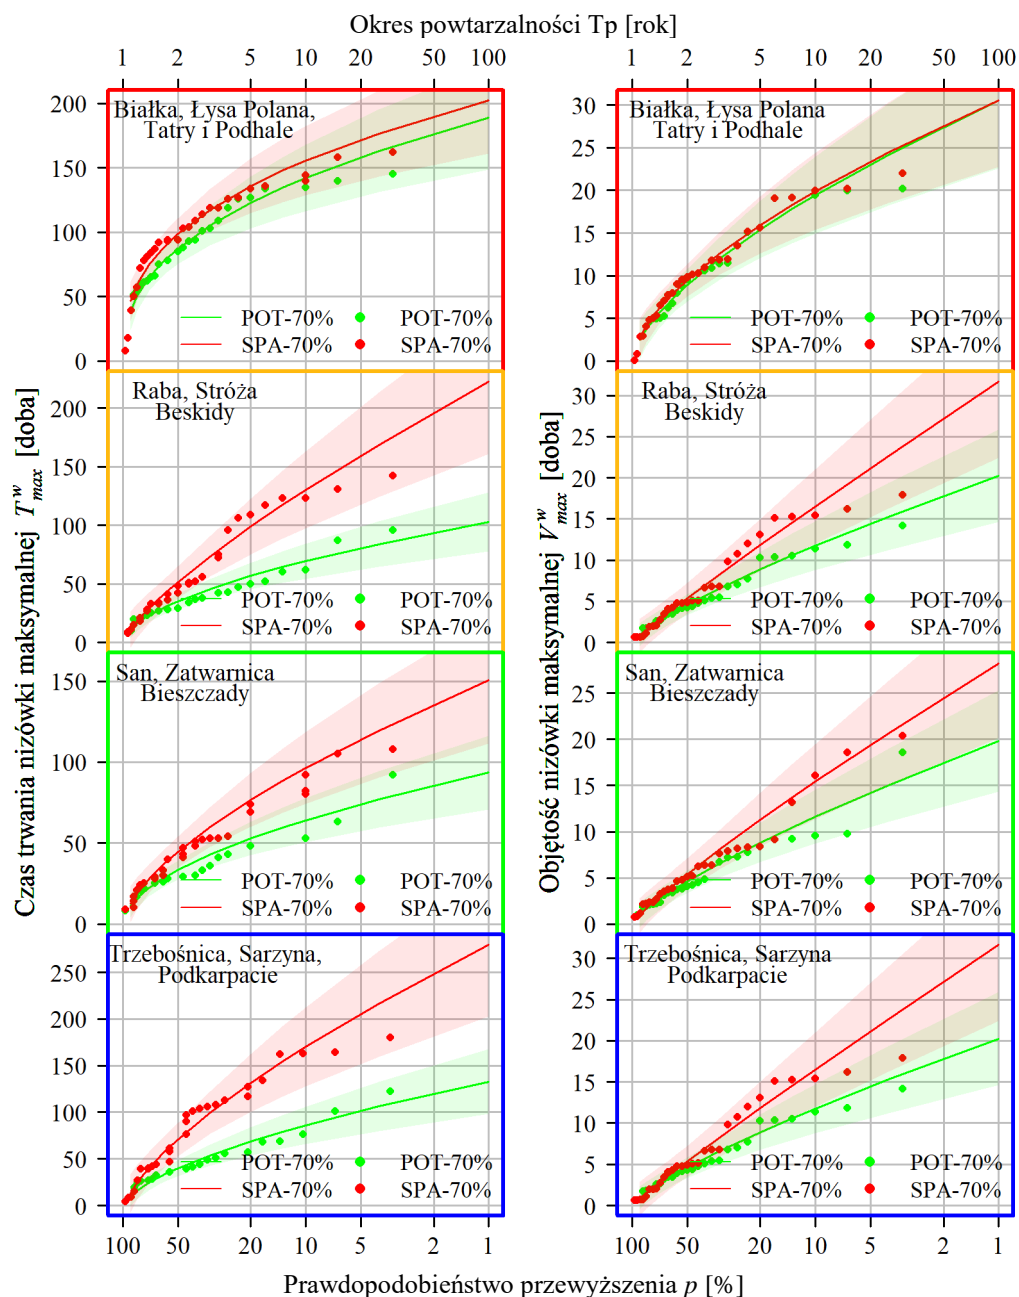 Okres powtarzalności Tp [rok]
1 2 5 10 20 50 100
1 2 5 10 20 50 100
Białka, Łysa Polana,
Tatry i Podhale
200
150
100
50
0
POT-70% POT-70%
SPA-70% SPA-70%
Białka, Łysa Polana
Tatry i Podhale
30
25
20
15
10
5
0
POT-70% POT-70%
SPA-70% SPA-70%
Raba, Stróża
Beskidy
200
150
100
50
0
POT-70% POT-70%
SPA-70% SPA-70%
Raba, Stróża
Beskidy
30
25
20
15
10
5
0
POT-70% POT-70%
SPA-70% SPA-70%
Czas trwania niżówki maksymalnej T^w_max [doba]
Objętość niżówki maksymalnej V^w_max [doba]
San, Zatwarnica
Bieszczady
150
100
50
0
POT-70% POT-70%
SPA-70% SPA-70%
San, Zatwarnica
Bieszczady
25
20
15
10
5
0
POT-70% POT-70%
SPA-70% SPA-70%
Trzebośnica, Sarzyna,
Podkarpacie
250
200
150
100
50
0
POT-70% POT-70%
SPA-70% SPA-70%
Trzebośnica, Sarzyna
Podkarpacie
30
25
20
15
10
5
0
POT-70% POT-70%
SPA-70% SPA-70%
100 50 20 10 5 2 1
100 50 20 10 5 2 1
Prawdopodobieństwo przewyższenia p [%]